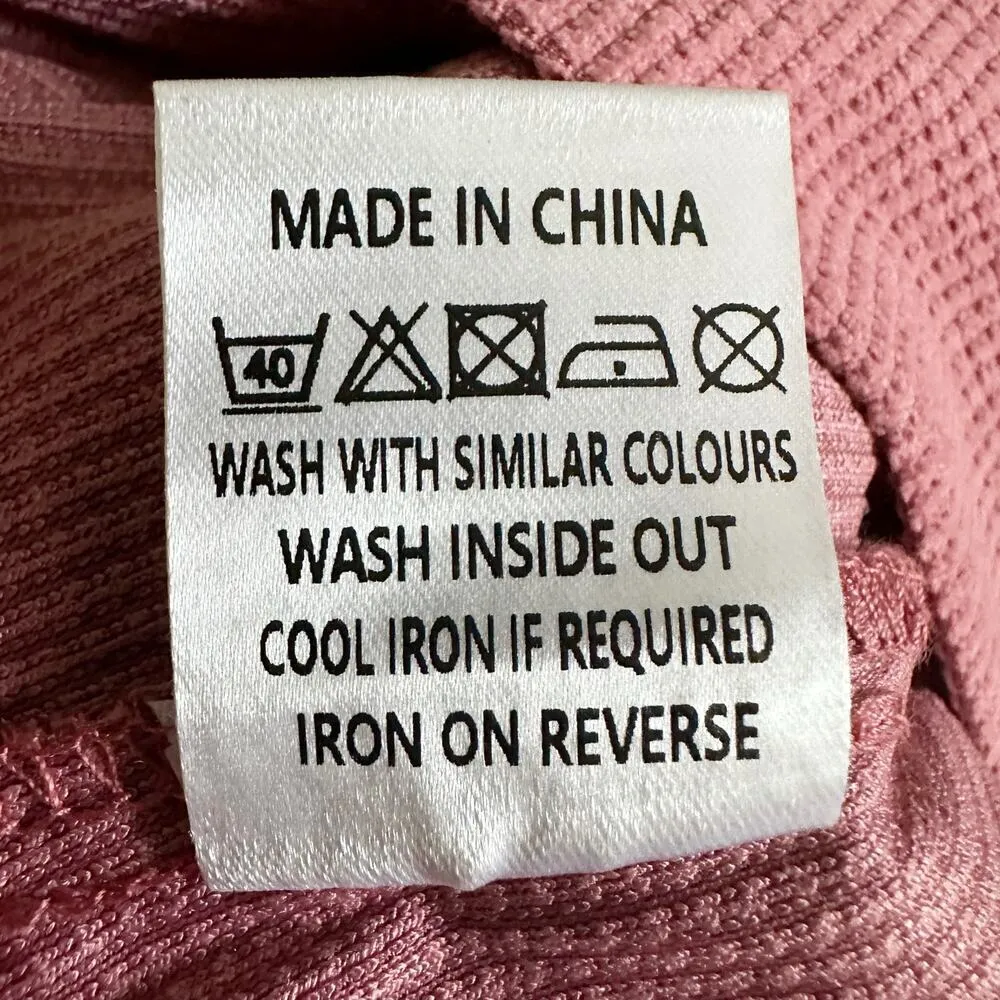 MADE IN CHINA
40
WASH WITH SIMILAR COLOURS
WASH INSIDE OUT
COOL IRON IF REQUIRED
IRON ON REVERSE